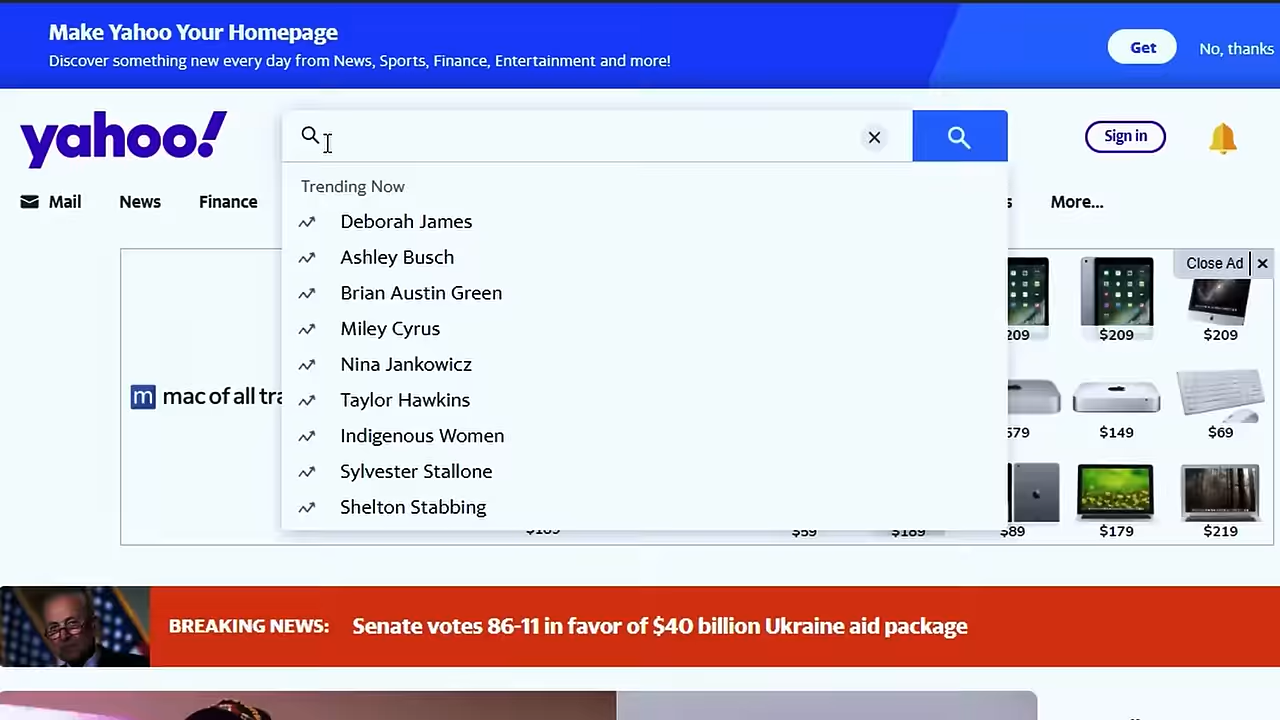 Make Yahoo Your Homepage
Discover something new every day from News, Sports, Finance, Entertainment and more!
Get
No, thanks
yahoo!
Sign in
Mail
News
Finance
More...
Trending Now
Deborah James
Ashley Busch
Brian Austin Green
Miley Cyrus
Nina Jankowicz
Taylor Hawkins
Indigenous Women
Sylvester Stallone
Shelton Stabbing
Close Ad
m mac of all
$209
$209
$149
$69
$59
$189
$89
$179
$219
BREAKING NEWS: Senate votes 86-11 in favor of $40 billion Ukraine aid package